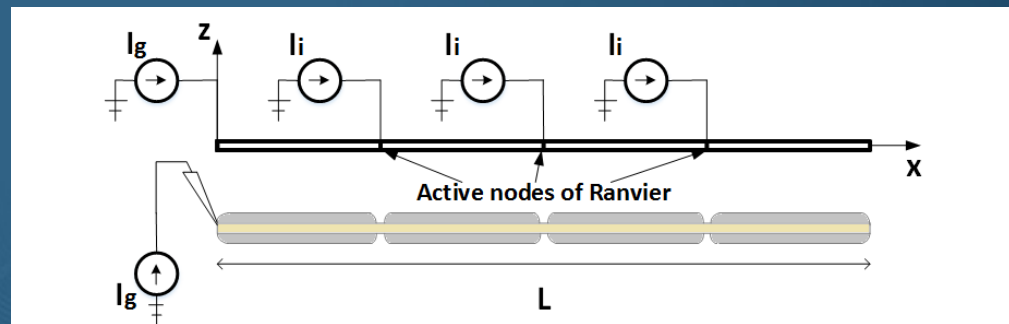 Ig
z
Ii
Ii
Ii
x
Active nodes of Ranvier
Ig
L